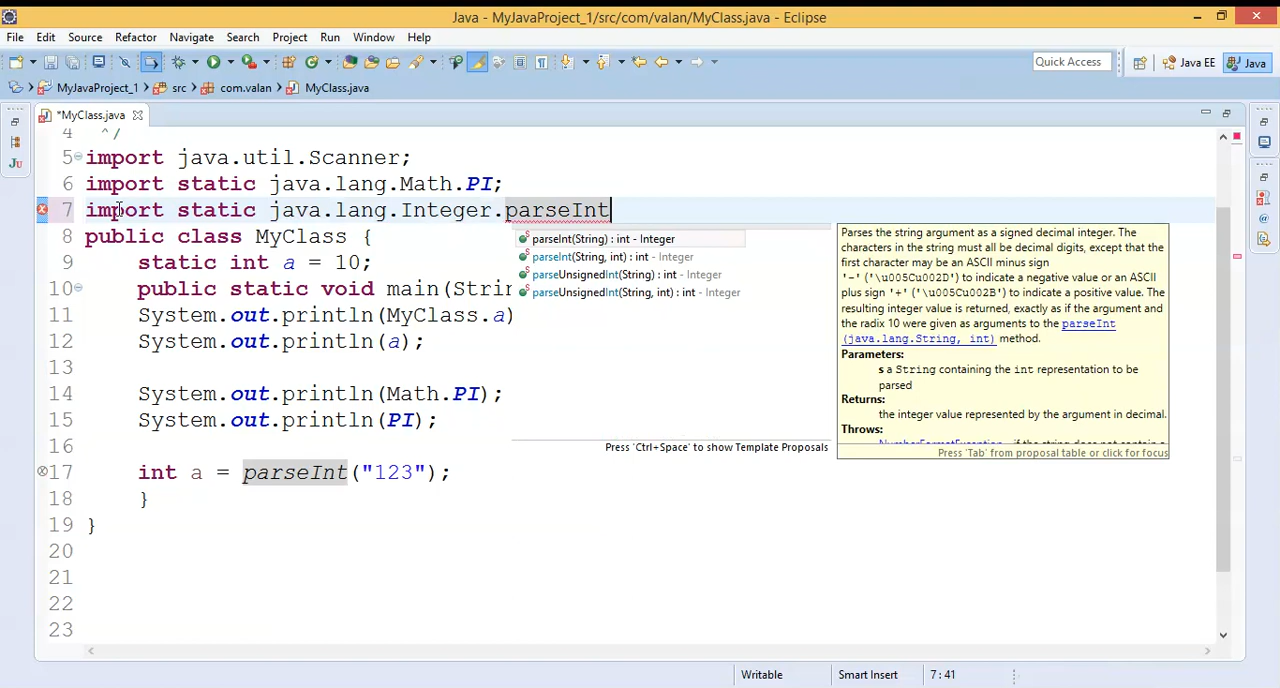 Java - MyJavaProject_1/src/com/valan/MyClass.java - Eclipse
File Edit Source Refactor Navigate Search Project Run Window Help
Quick Access Java EE Java
MyJavaProject_1 src com.valan MyClass.java
*MyClass.java
4 */
5 import java.util.Scanner;
6 import static java.lang.Math.PI;
7 import static java.lang.Integer.parseInt
8 public class MyClass {
9 static int a = 10;
10 public static void main(Strin
11 System.out.println(MyClass.a)
12 System.out.println(a);
13
14 System.out.println(Math.PI);
15 System.out.println(PI);
16
17 int a = parseInt("123");
18 }
19 }
20
21
22
23
parseInt(String) : int - Integer
parseInt(String, int) : int - Integer
parseUnsignedInt(String) : int - Integer
parseUnsignedInt(String, int) : int - Integer
Press 'Ctrl+Space' to show Template Proposals
Parses the string argument as a signed decimal integer. The
characters in the string must all be decimal digits, except that the
first character may be an ASCII minus sign
'-' ('\u005Cu002D') to indicate a negative value or an ASCII
plus sign '+' ('\u005Cu002B') to indicate a positive value. The
resulting integer value is returned, exactly as if the argument and
the radix 10 were given as arguments to the parseInt
(java.lang.String, int) method.
Parameters:
s a String containing the int representation to be
parsed
Returns:
the integer value represented by the argument in decimal.
Throws:
NumberFormatException - if the string does not contain a
Press 'Tab' from proposal table or click for focus
Writable Smart Insert 7 : 41